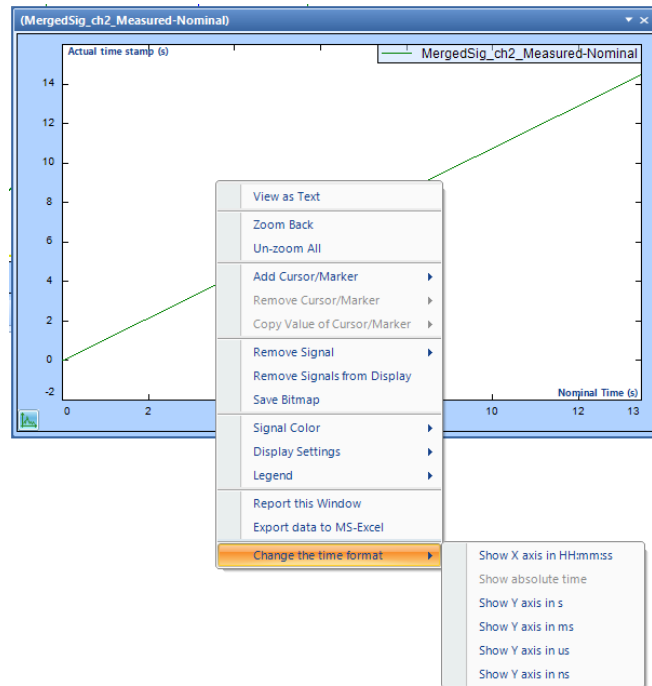 (MergedSig_ch2_Measured-Nominal)
Actual time stamp (s)
MergedSig_ch2_Measured-Nominal
14
12
10
8
6
4
2
0
-2
Nominal Time (s)
0
2
10
12
13
View as Text
Zoom Back
Un-zoom All
Add Cursor/Marker
Remove Cursor/Marker
Copy Value of Cursor/Marker
Remove Signal
Remove Signals from Display
Save Bitmap
Signal Color
Display Settings
Legend
Report this Window
Export data to MS-Excel
Change the time format
Show X axis in HH:mm:ss
Show absolute time
Show Y axis in s
Show Y axis in ms
Show Y axis in us
Show Y axis in ns